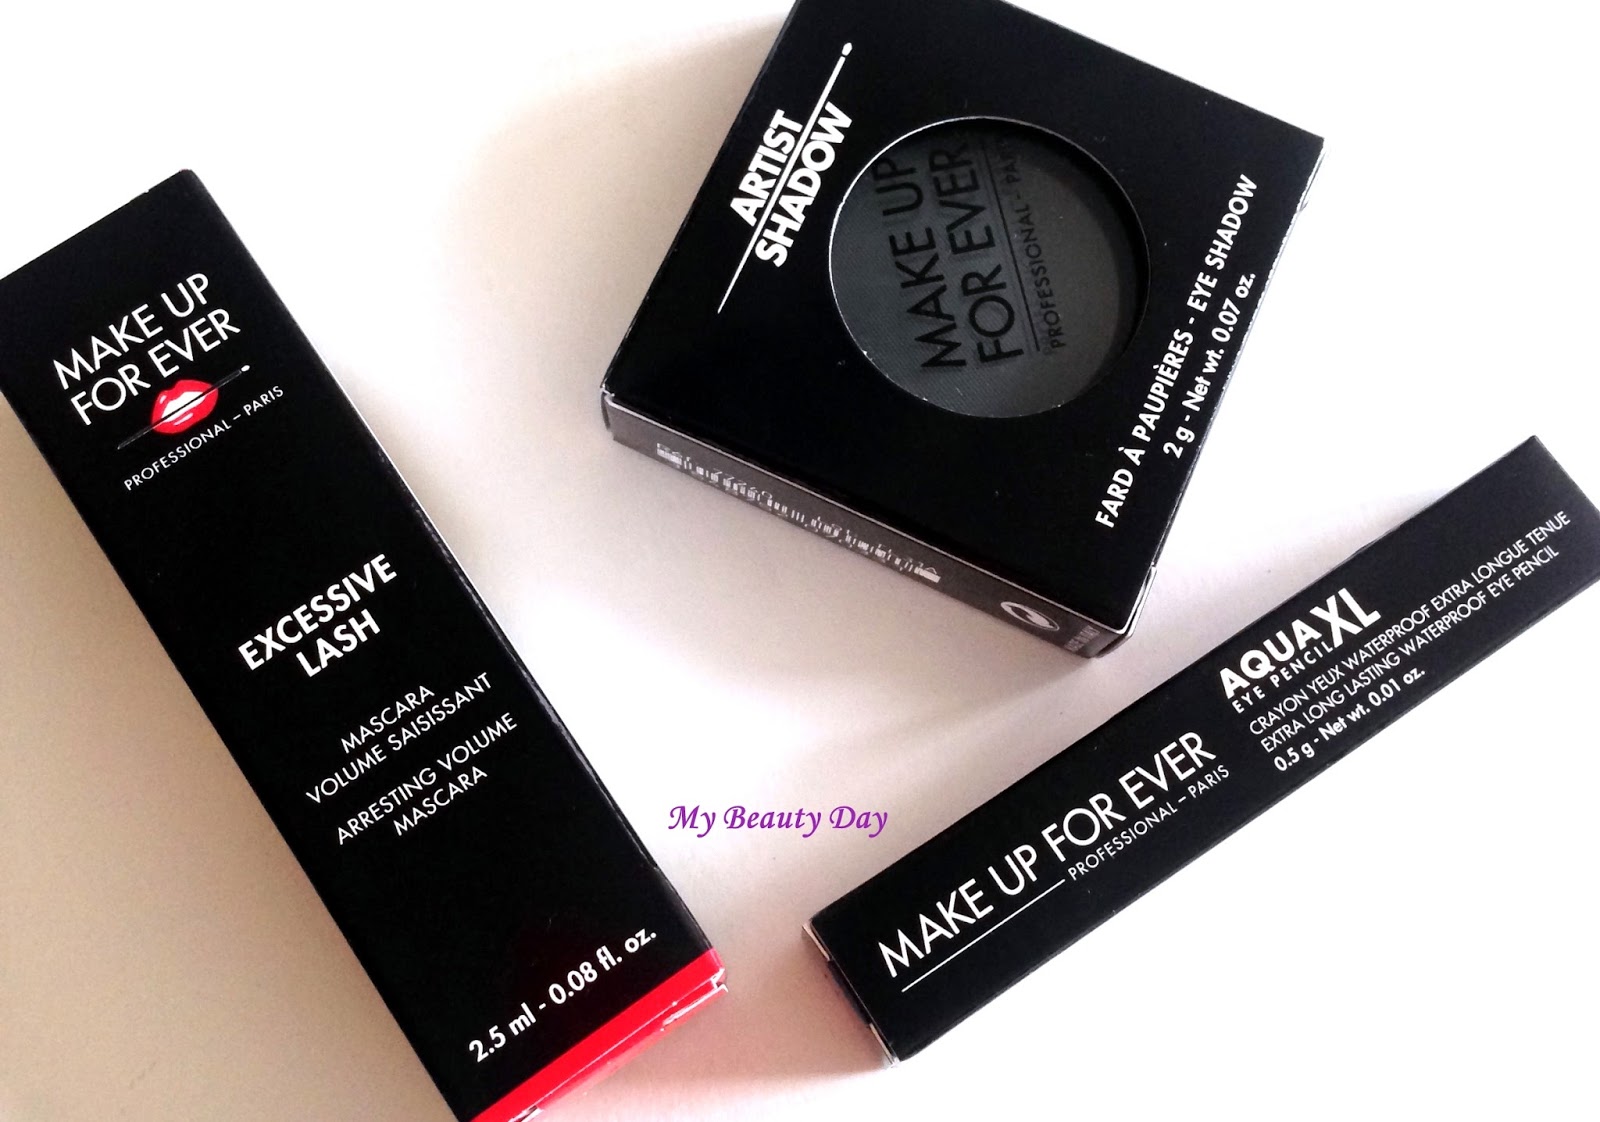 MAKE UP
FOR EVER
PROFESSIONAL – PARIS
EXCESSIVE
LASH
MASCARA
VOLUME SAISISSANT
ARRESTING VOLUME
MASCARA
2.5 ml - 0.08 fl. oz.
ARTIST
SHADOW
MAKE UP
FOR EVER
PROFESSIONAL - PARIS
FARD À PAUPIÈRES - EYE SHADOW
2 g - Net wt. 0.07 oz.
My Beauty Day
MAKE UP FOR EVER
PROFESSIONAL – PARIS
AQUA XL
EYE PENCIL
CRAYON YEUX WATERPROOF EXTRA LONGUE TENUE
EXTRA LONG LASTING WATERPROOF EYE PENCIL
0.5 g - Net wt. 0.01 oz.